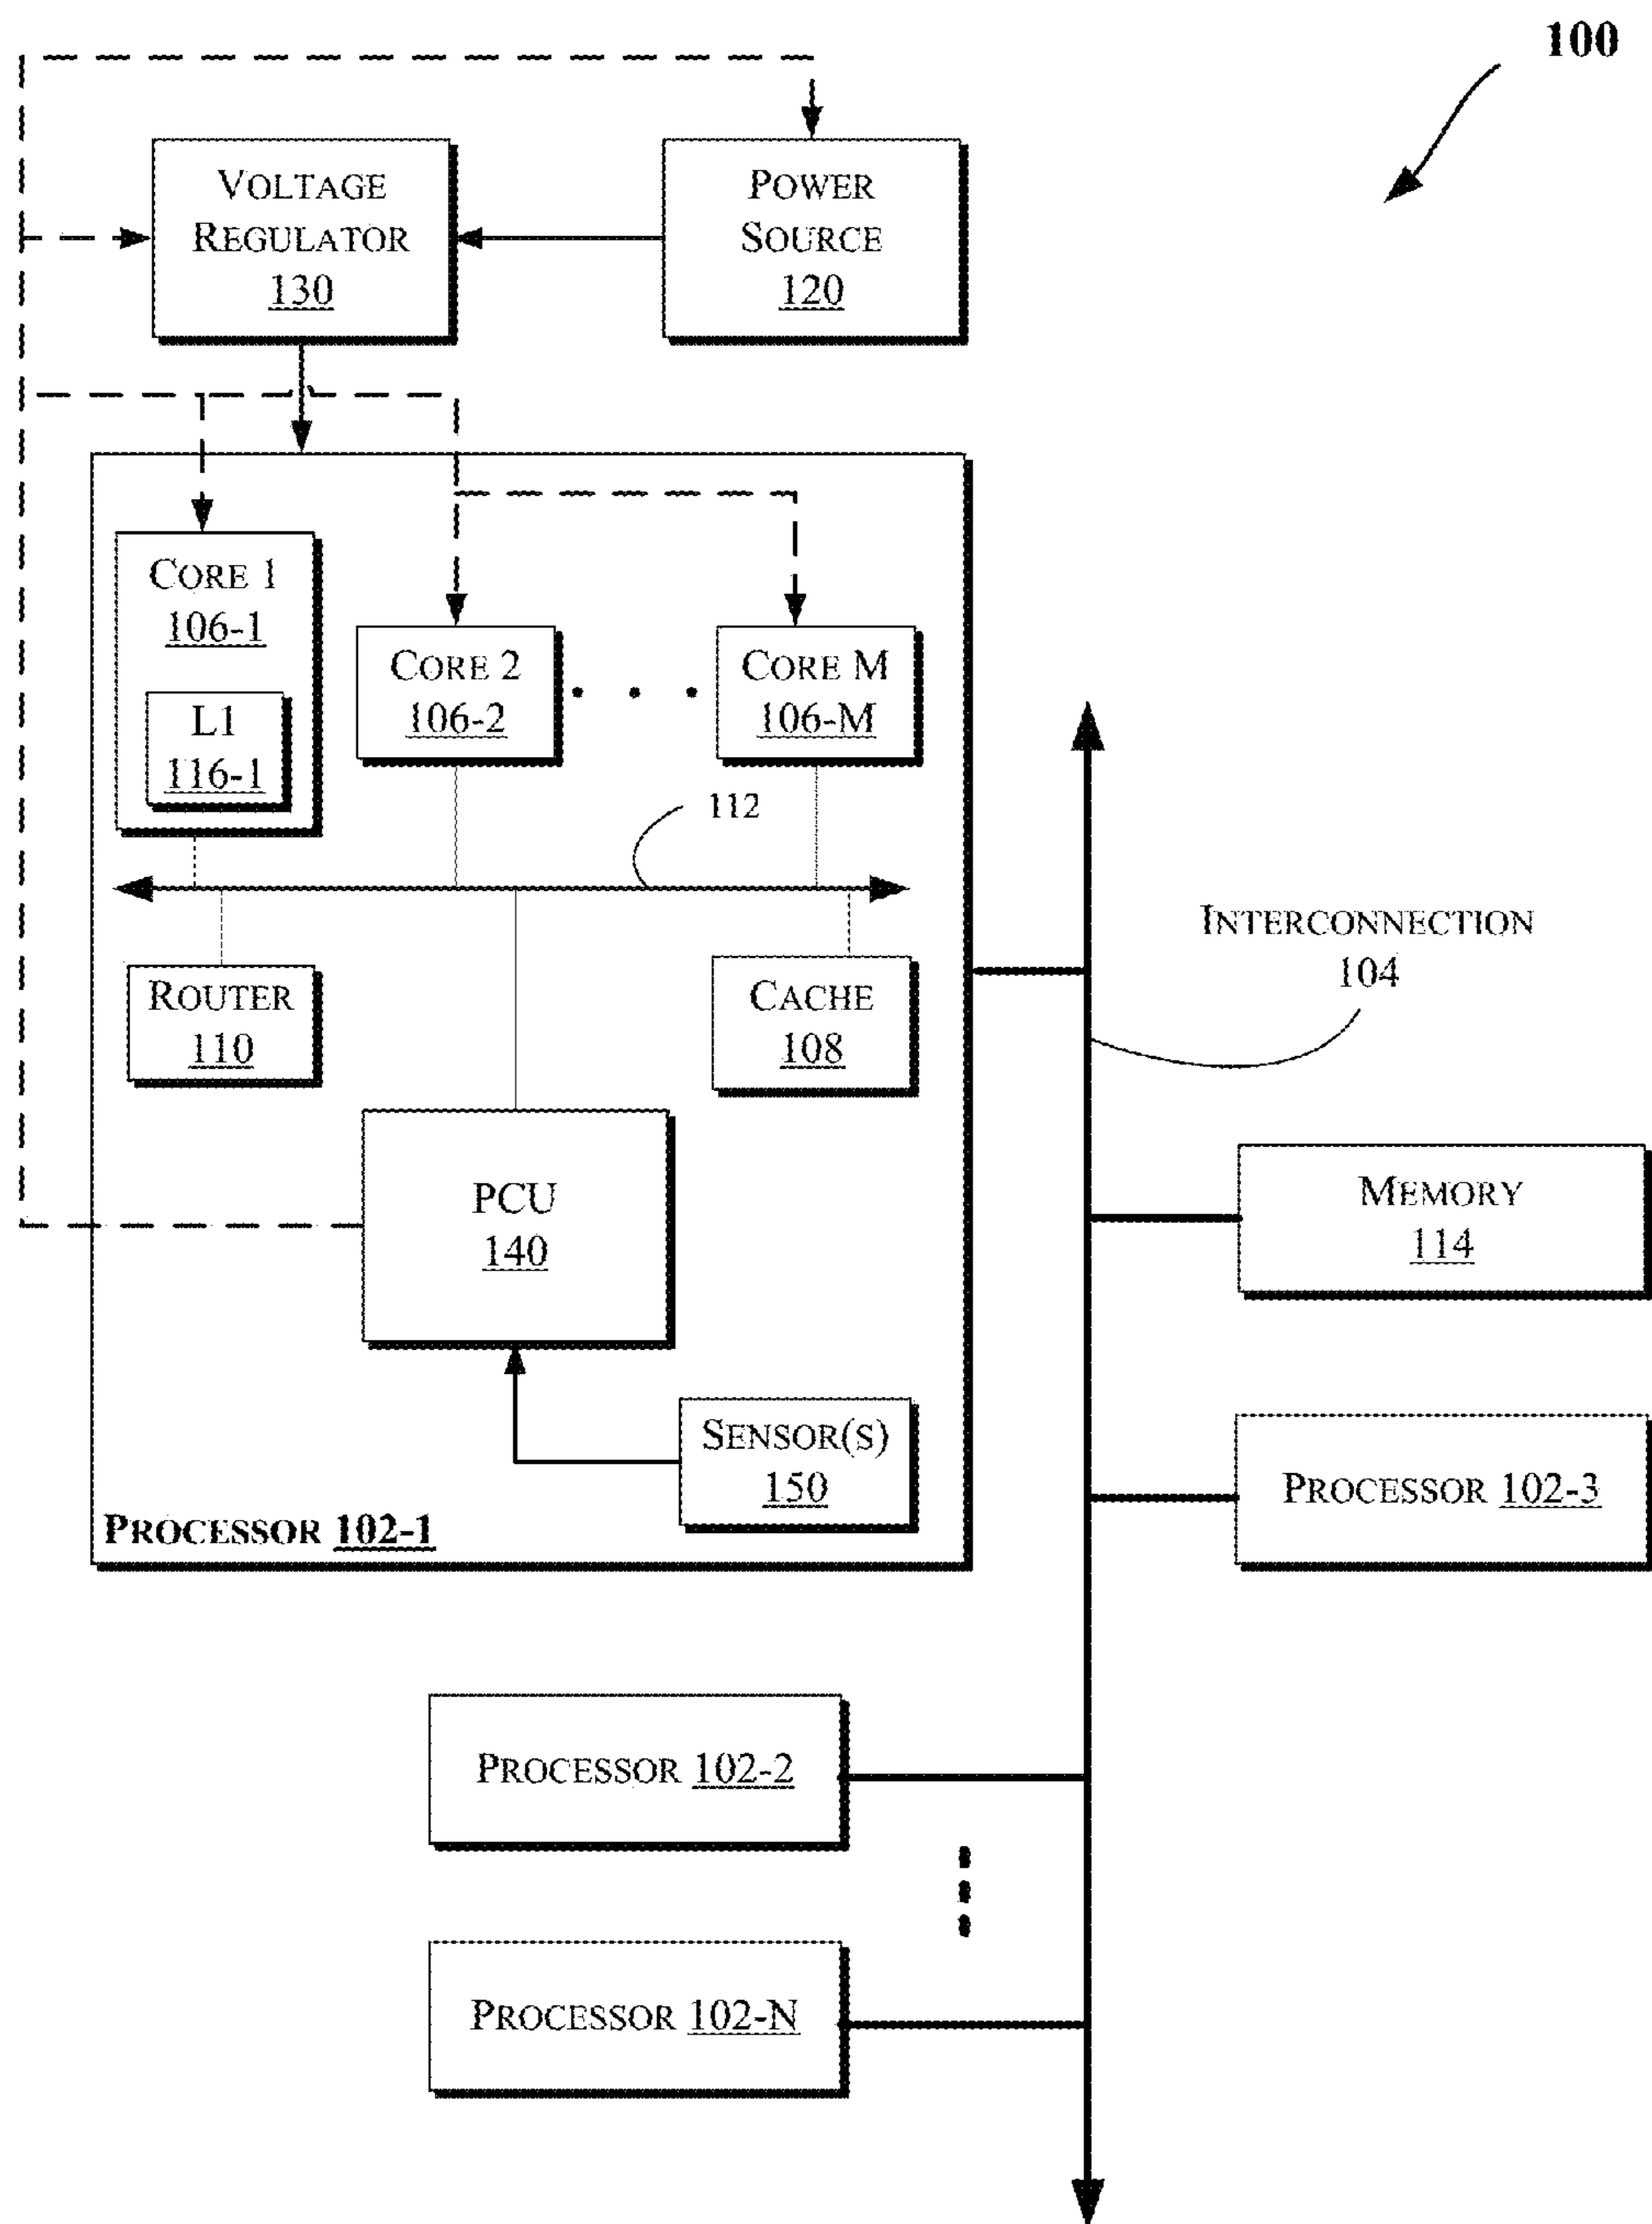 100
VOLTAGE
REGULATOR
130
POWER
SOURCE
120
CORE 1
106-1
L1
116-1
CORE 2
106-2
CORE M
106-M
112
ROUTER
110
CACHE
108
PCU
140
SENSOR(S)
150
PROCESSOR 102-1
INTERCONNECTION
104
MEMORY
114
PROCESSOR 102-3
PROCESSOR 102-2
PROCESSOR 102-N